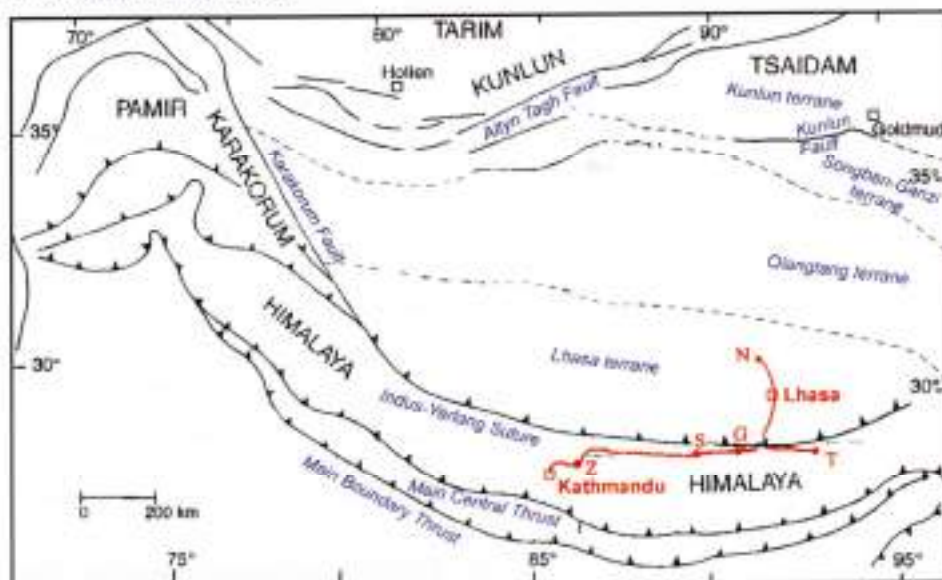 70°
80°
TARIM
90°
Hotien
KUNLUN
TSAIDAM
PAMIR
Altyn Tagh Fault
Kunlun terrane
Goldmud
35°
Kunlun
Fault
35°
KARAKORUM
Karakorum Fault
Songban-Ganzi
terrane
Qiangtang terrane
30°
HIMALAYA
Lhasa terrane
N
Lhasa
30°
Indus-Yarlang Suture
S
G
T
Z
Kathmandu
HIMALAYA
Main Central Thrust
Main Boundary Thrust
0
200 km
75°
85°
95°